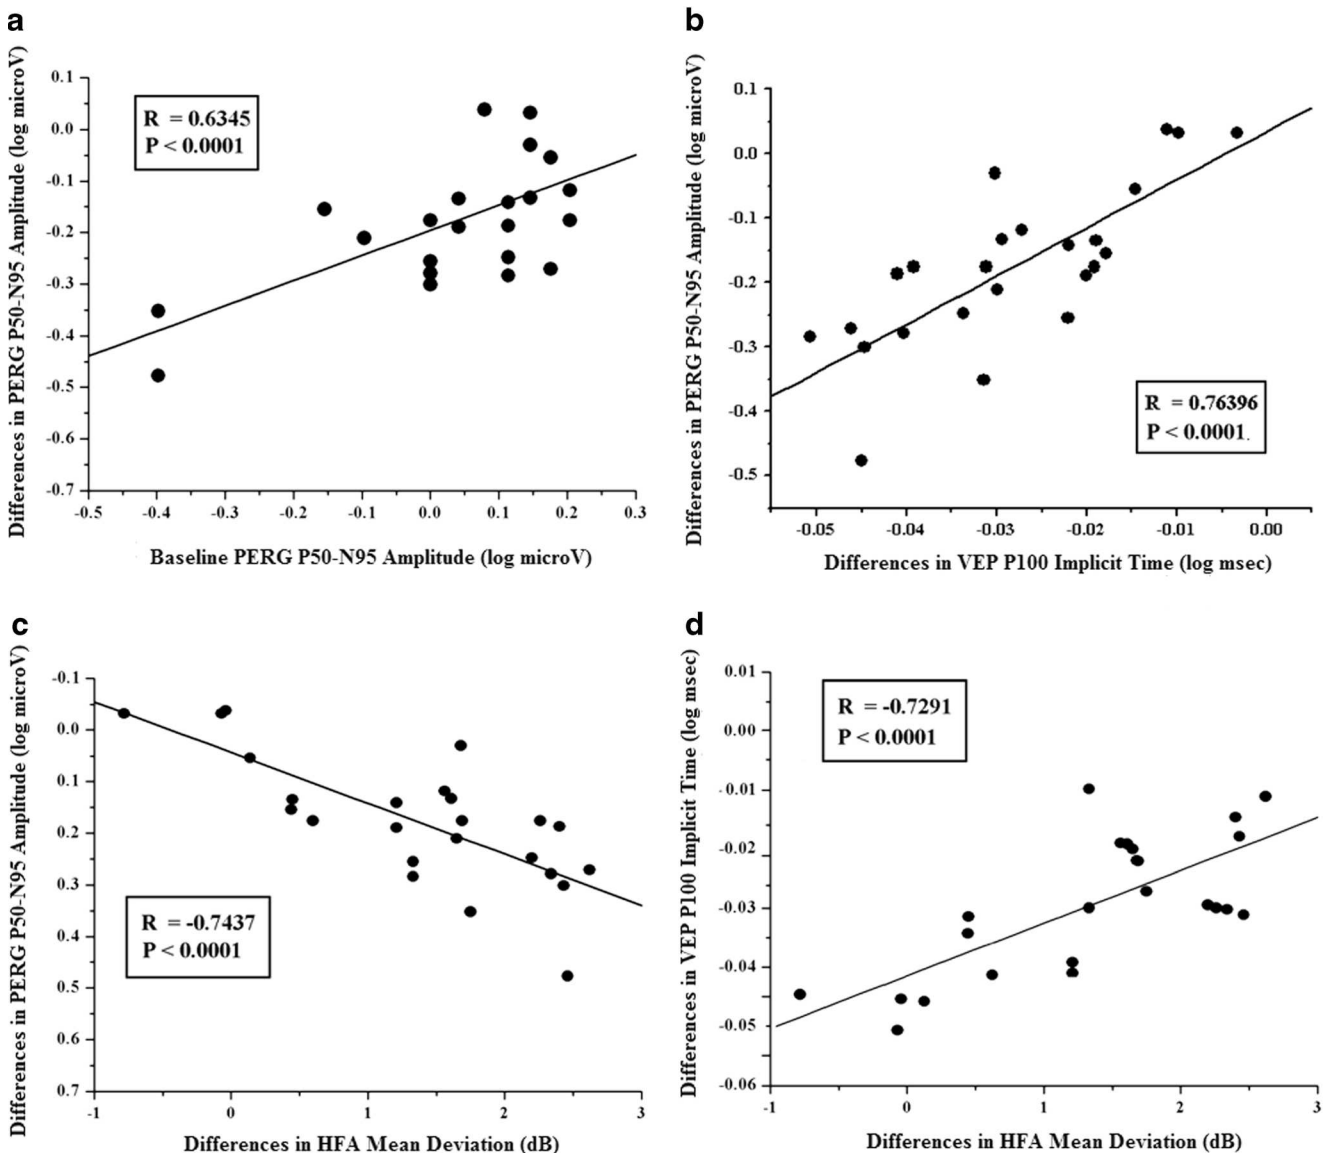 a
Differences in PERG P50-N95 Amplitude (log microV)
0.1
0.0
-0.1
-0.2
-0.3
-0.4
-0.5
-0.6
-0.7
R = 0.6345
P < 0.0001
-0.5 -0.4 -0.3 -0.2 -0.1 0.0 0.1 0.2 0.3
Baseline PERG P50-N95 Amplitude (log microV)
b
Differences in PERG P50-N95 Amplitude (log microV)
0.1
0.0
-0.1
-0.2
-0.3
-0.4
-0.5
R = 0.76396
P < 0.0001.
-0.05 -0.04 -0.03 -0.02 -0.01 0.00
Differences in VEP P100 Implicit Time (log msec)
c
Differences in PERG P50-N95 Amplitude (log microV)
-0.1
0.0
0.1
0.2
0.3
0.4
0.5
0.6
0.7
R = -0.7437
P < 0.0001
-1 0 1 2 3
Differences in HFA Mean Deviation (dB)
d
Differences in VEP P100 Implicit Time (log msec)
0.01
0.00
-0.01
-0.02
-0.03
-0.04
-0.05
-0.06
R = -0.7291
P < 0.0001
-1 0 1 2 3
Differences in HFA Mean Deviation (dB)